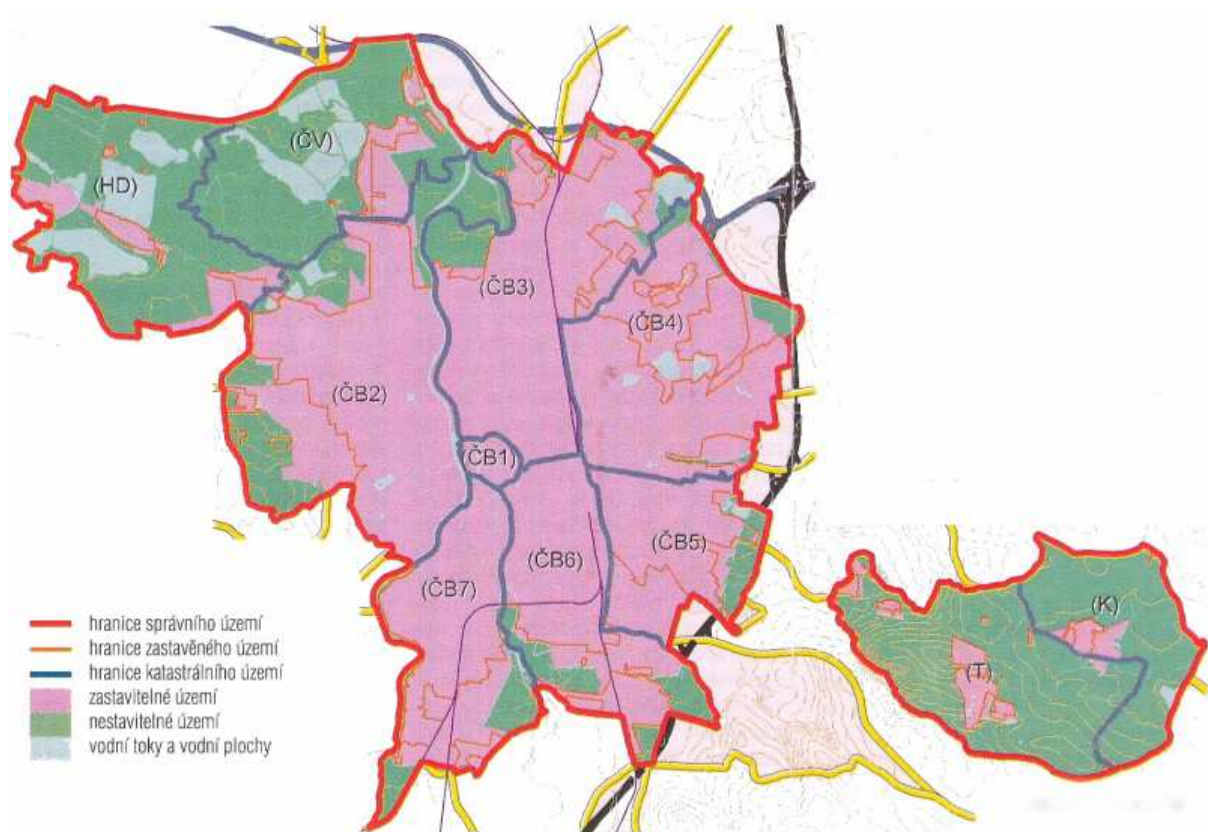 (ČV)
(HD)
(ČB3)
(ČB4)
(ČB2)
(ČB1)
(ČB5)
(ČB6)
(ČB7)
(K)
(T)
hranice správního území
hranice zastavěného území
hranice katastrálního území
zastavitelné území
nestavitelné území
vodní toky a vodní plochy